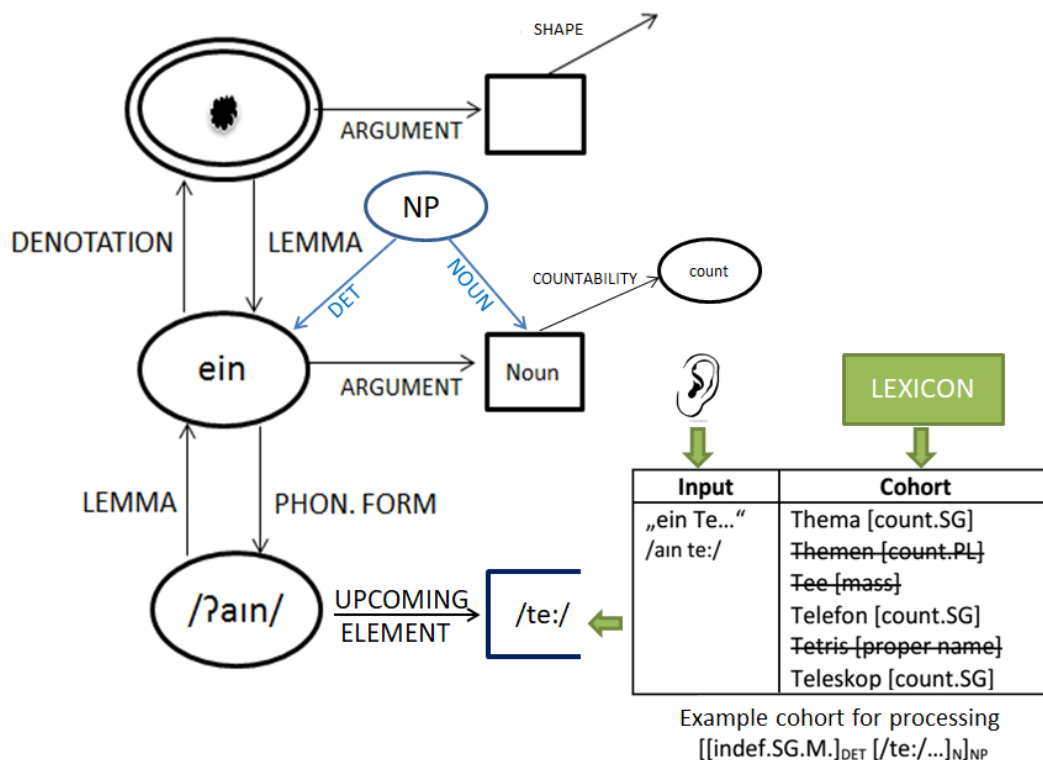 SHAPE
ARGUMENT
NP
DENOTATION
LEMMA
DET
NOUN
COUNTABILITY
count
ein
ARGUMENT
Noun
LEXICON
LEMMA
PHON. FORM
Input
Cohort
„ein Te...“
Thema [count.SG]
/aın te:/
Themen [count.PL]
Tee [mass]
/ʔaın/
UPCOMING
ELEMENT
/te:/
Telefon [count.SG]
Tetris [proper name]
Teleskop [count.SG]
Example cohort for processing
[[indef.SG.M.]DET [/te:/...]N]NP